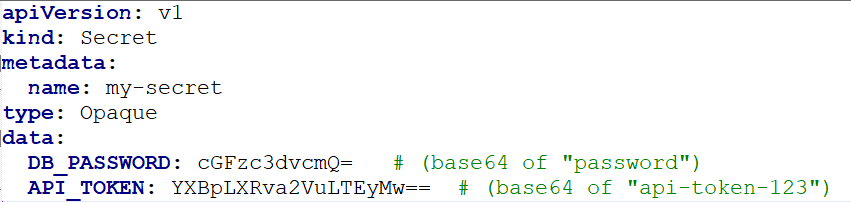 apiVersion: v1
kind: Secret
metadata:
  name: my-secret
type: Opaque
data:
  DB_PASSWORD: cGFzc3dvcmQ=   # (base64 of "password")
  API_TOKEN: YXBpLXRva2VuLTEyMw==  # (base64 of "api-token-123")